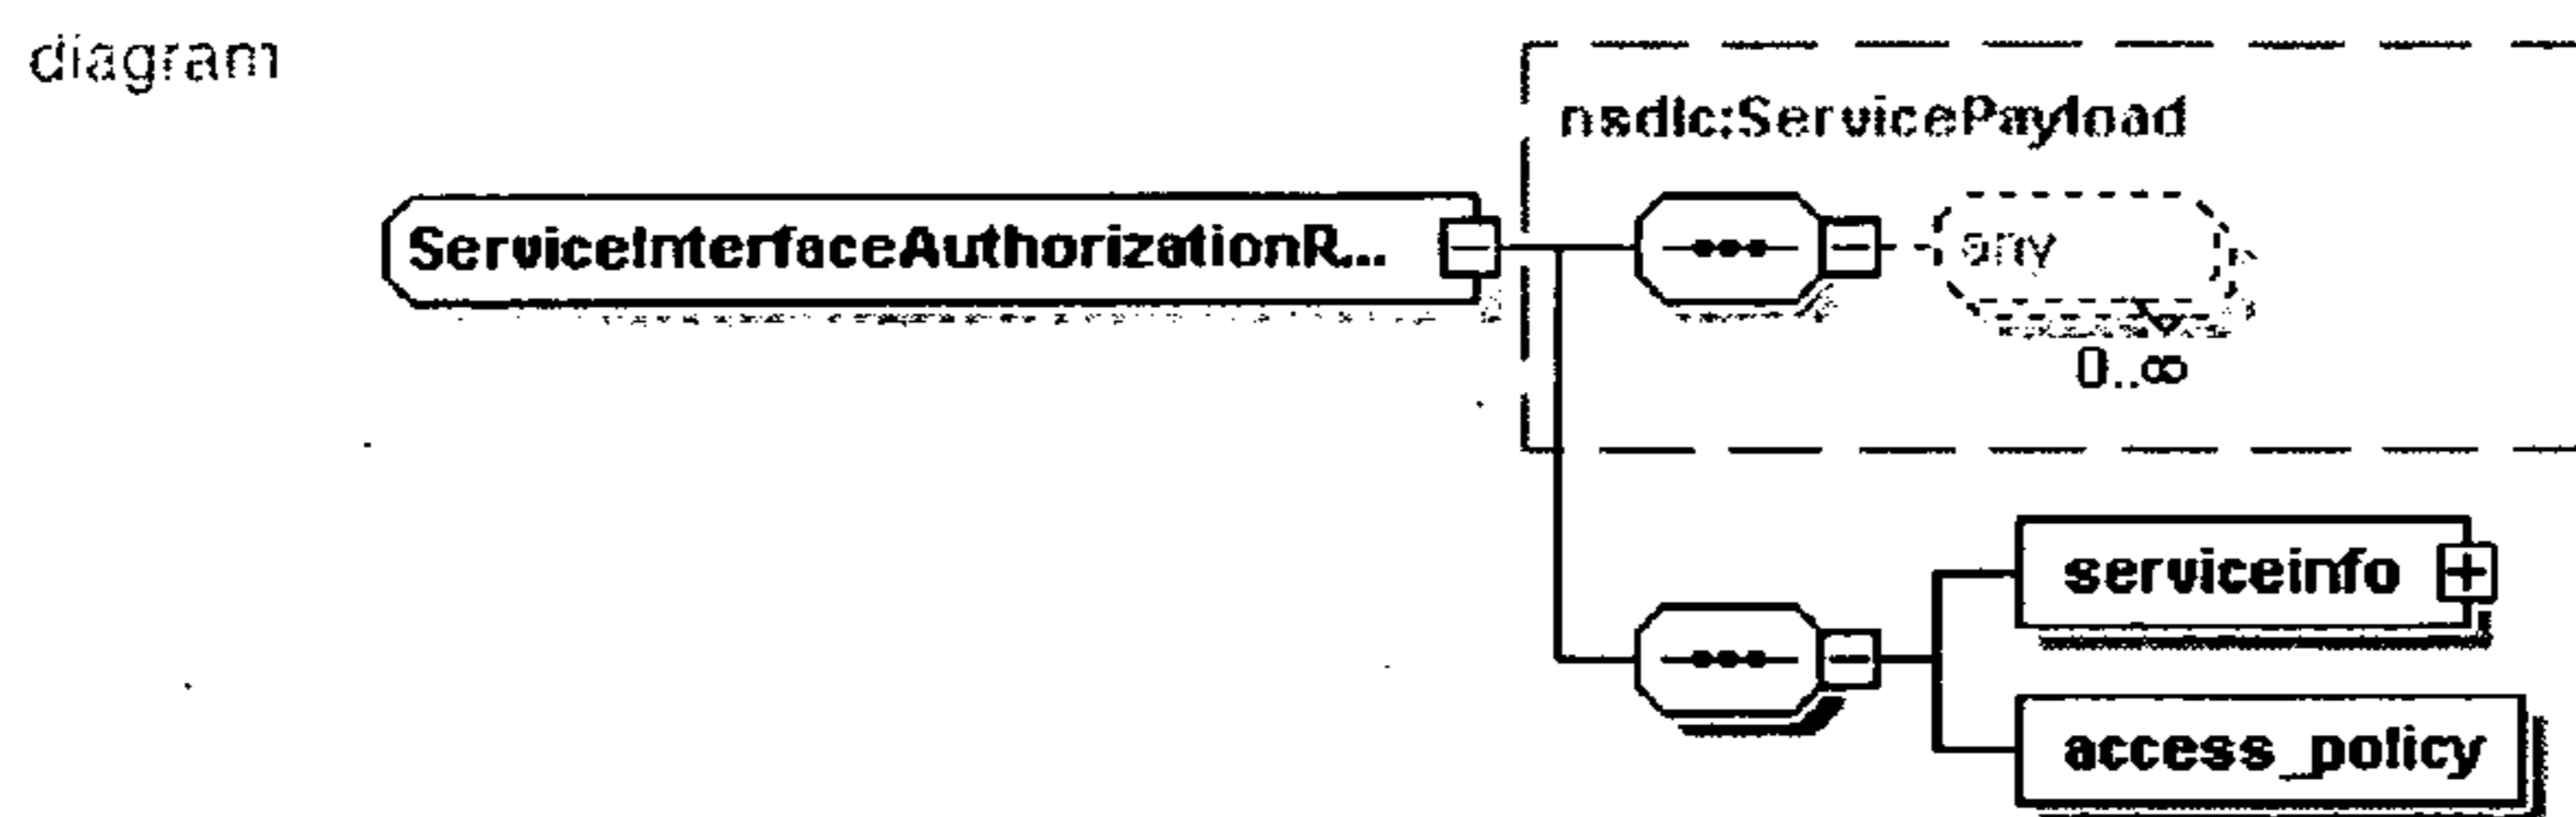 diagram
nsdlc:ServicePayload
ServiceInterfaceAuthorizationR...
any
0..∞
serviceinfo
access_policy